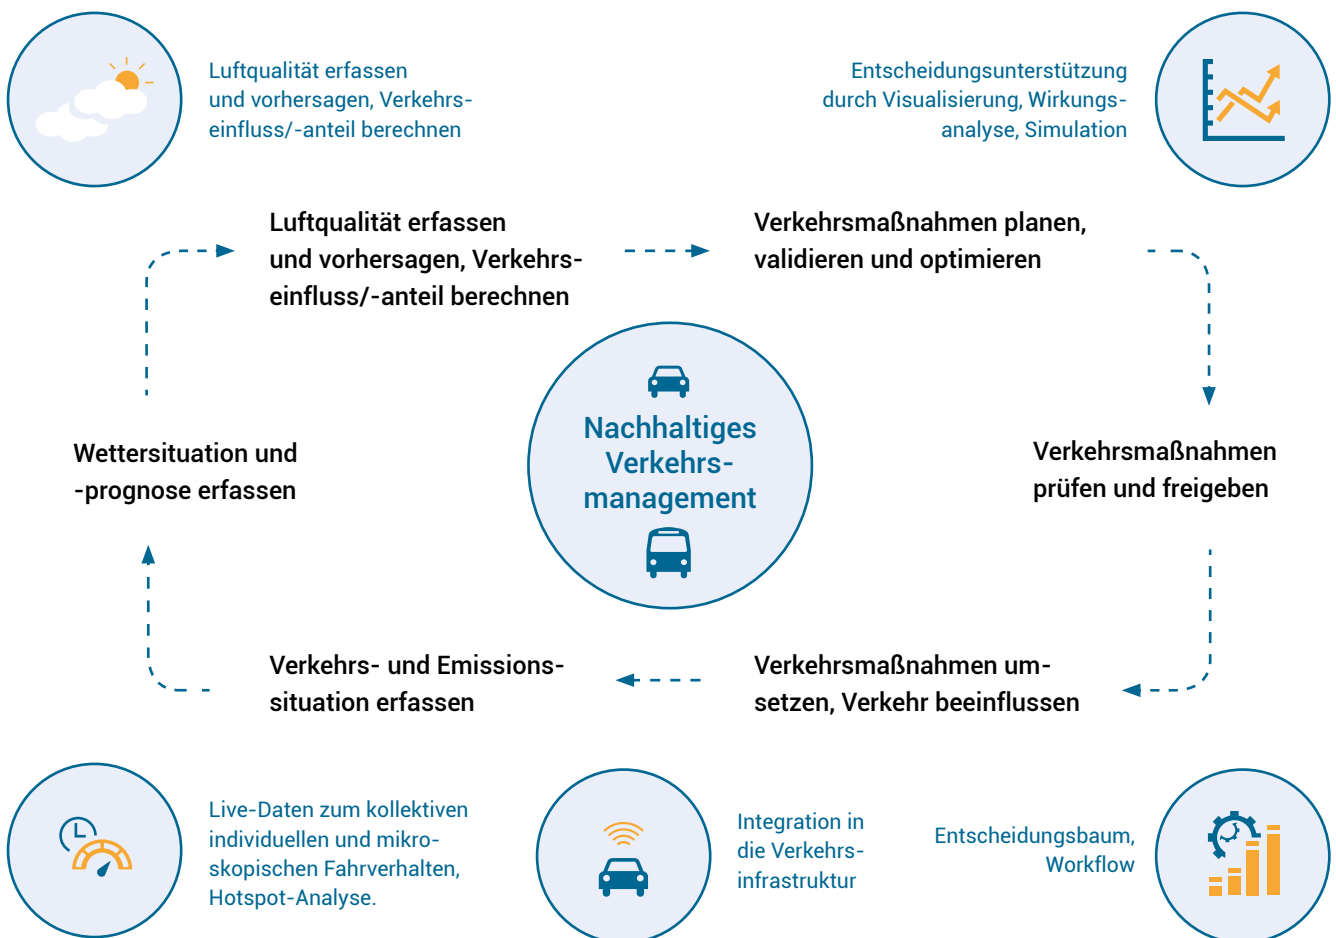 Luftqualität erfassen
und vorhersagen, Verkehrs-
einfluss/-anteil berechnen
Entscheidungsunterstützung
durch Visualisierung, Wirkungs-
analyse, Simulation
Luftqualität erfassen
und vorhersagen, Verkehrs-
einfluss/-anteil berechnen
Verkehrsmaßnahmen planen,
validieren und optimieren
Wettersituation und
-prognose erfassen
Nachhaltiges
Verkehrs-
management
Verkehrsmaßnahmen
prüfen und freigeben
Verkehrs- und Emissions-
situation erfassen
Verkehrsmaßnahmen um-
setzen, Verkehr beeinflussen
Live-Daten zum kollektiven
individuellen und mikro-
skopischen Fahrverhalten,
Hotspot-Analyse.
Integration in
die Verkehrs-
infrastruktur
Entscheidungsbaum,
Workflow